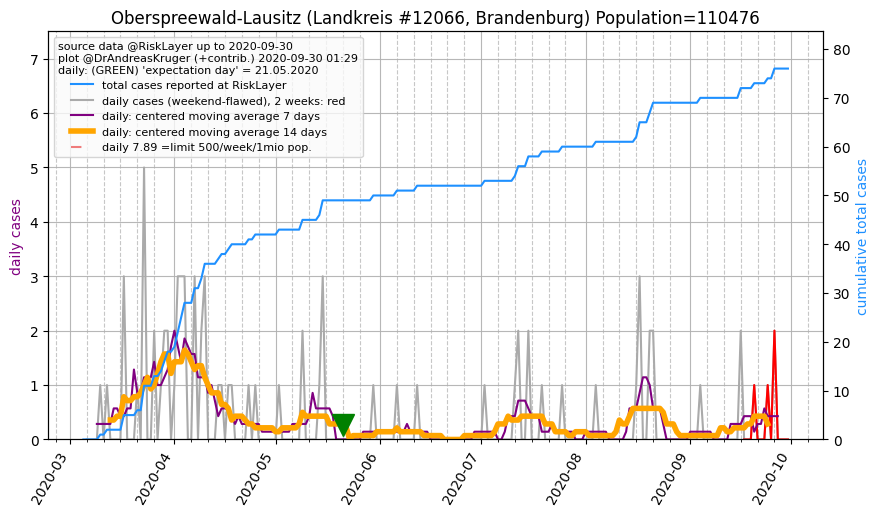 Oberspreewald-Lausitz (Landkreis #12066, Brandenburg) Population=110476
source data @RiskLayer up to 2020-09-30
plot @DrAndreasKruger (+contrib.) 2020-09-30 01:29
daily: (GREEN) 'expectation day' = 21.05.2020
total cases reported at RiskLayer
daily cases (weekend-flawed), 2 weeks: red
daily: centered moving average 7 days
daily: centered moving average 14 days
daily 7.89 =limit 500/week/1mio pop.
daily cases
7
6
5
4
3
2
1
0
cumulative total cases
80
70
60
50
40
30
20
10
0
2020-03
2020-04
2020-05
2020-06
2020-07
2020-08
2020-09
2020-10